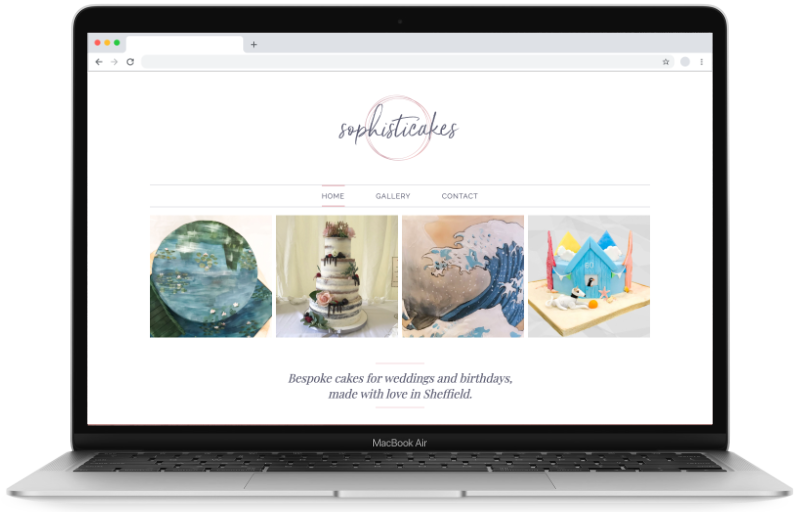 sophisticakes
HOME GALLERY CONTACT
Bespoke cakes for weddings and birthdays,
made with love in Sheffield.
MacBook Air